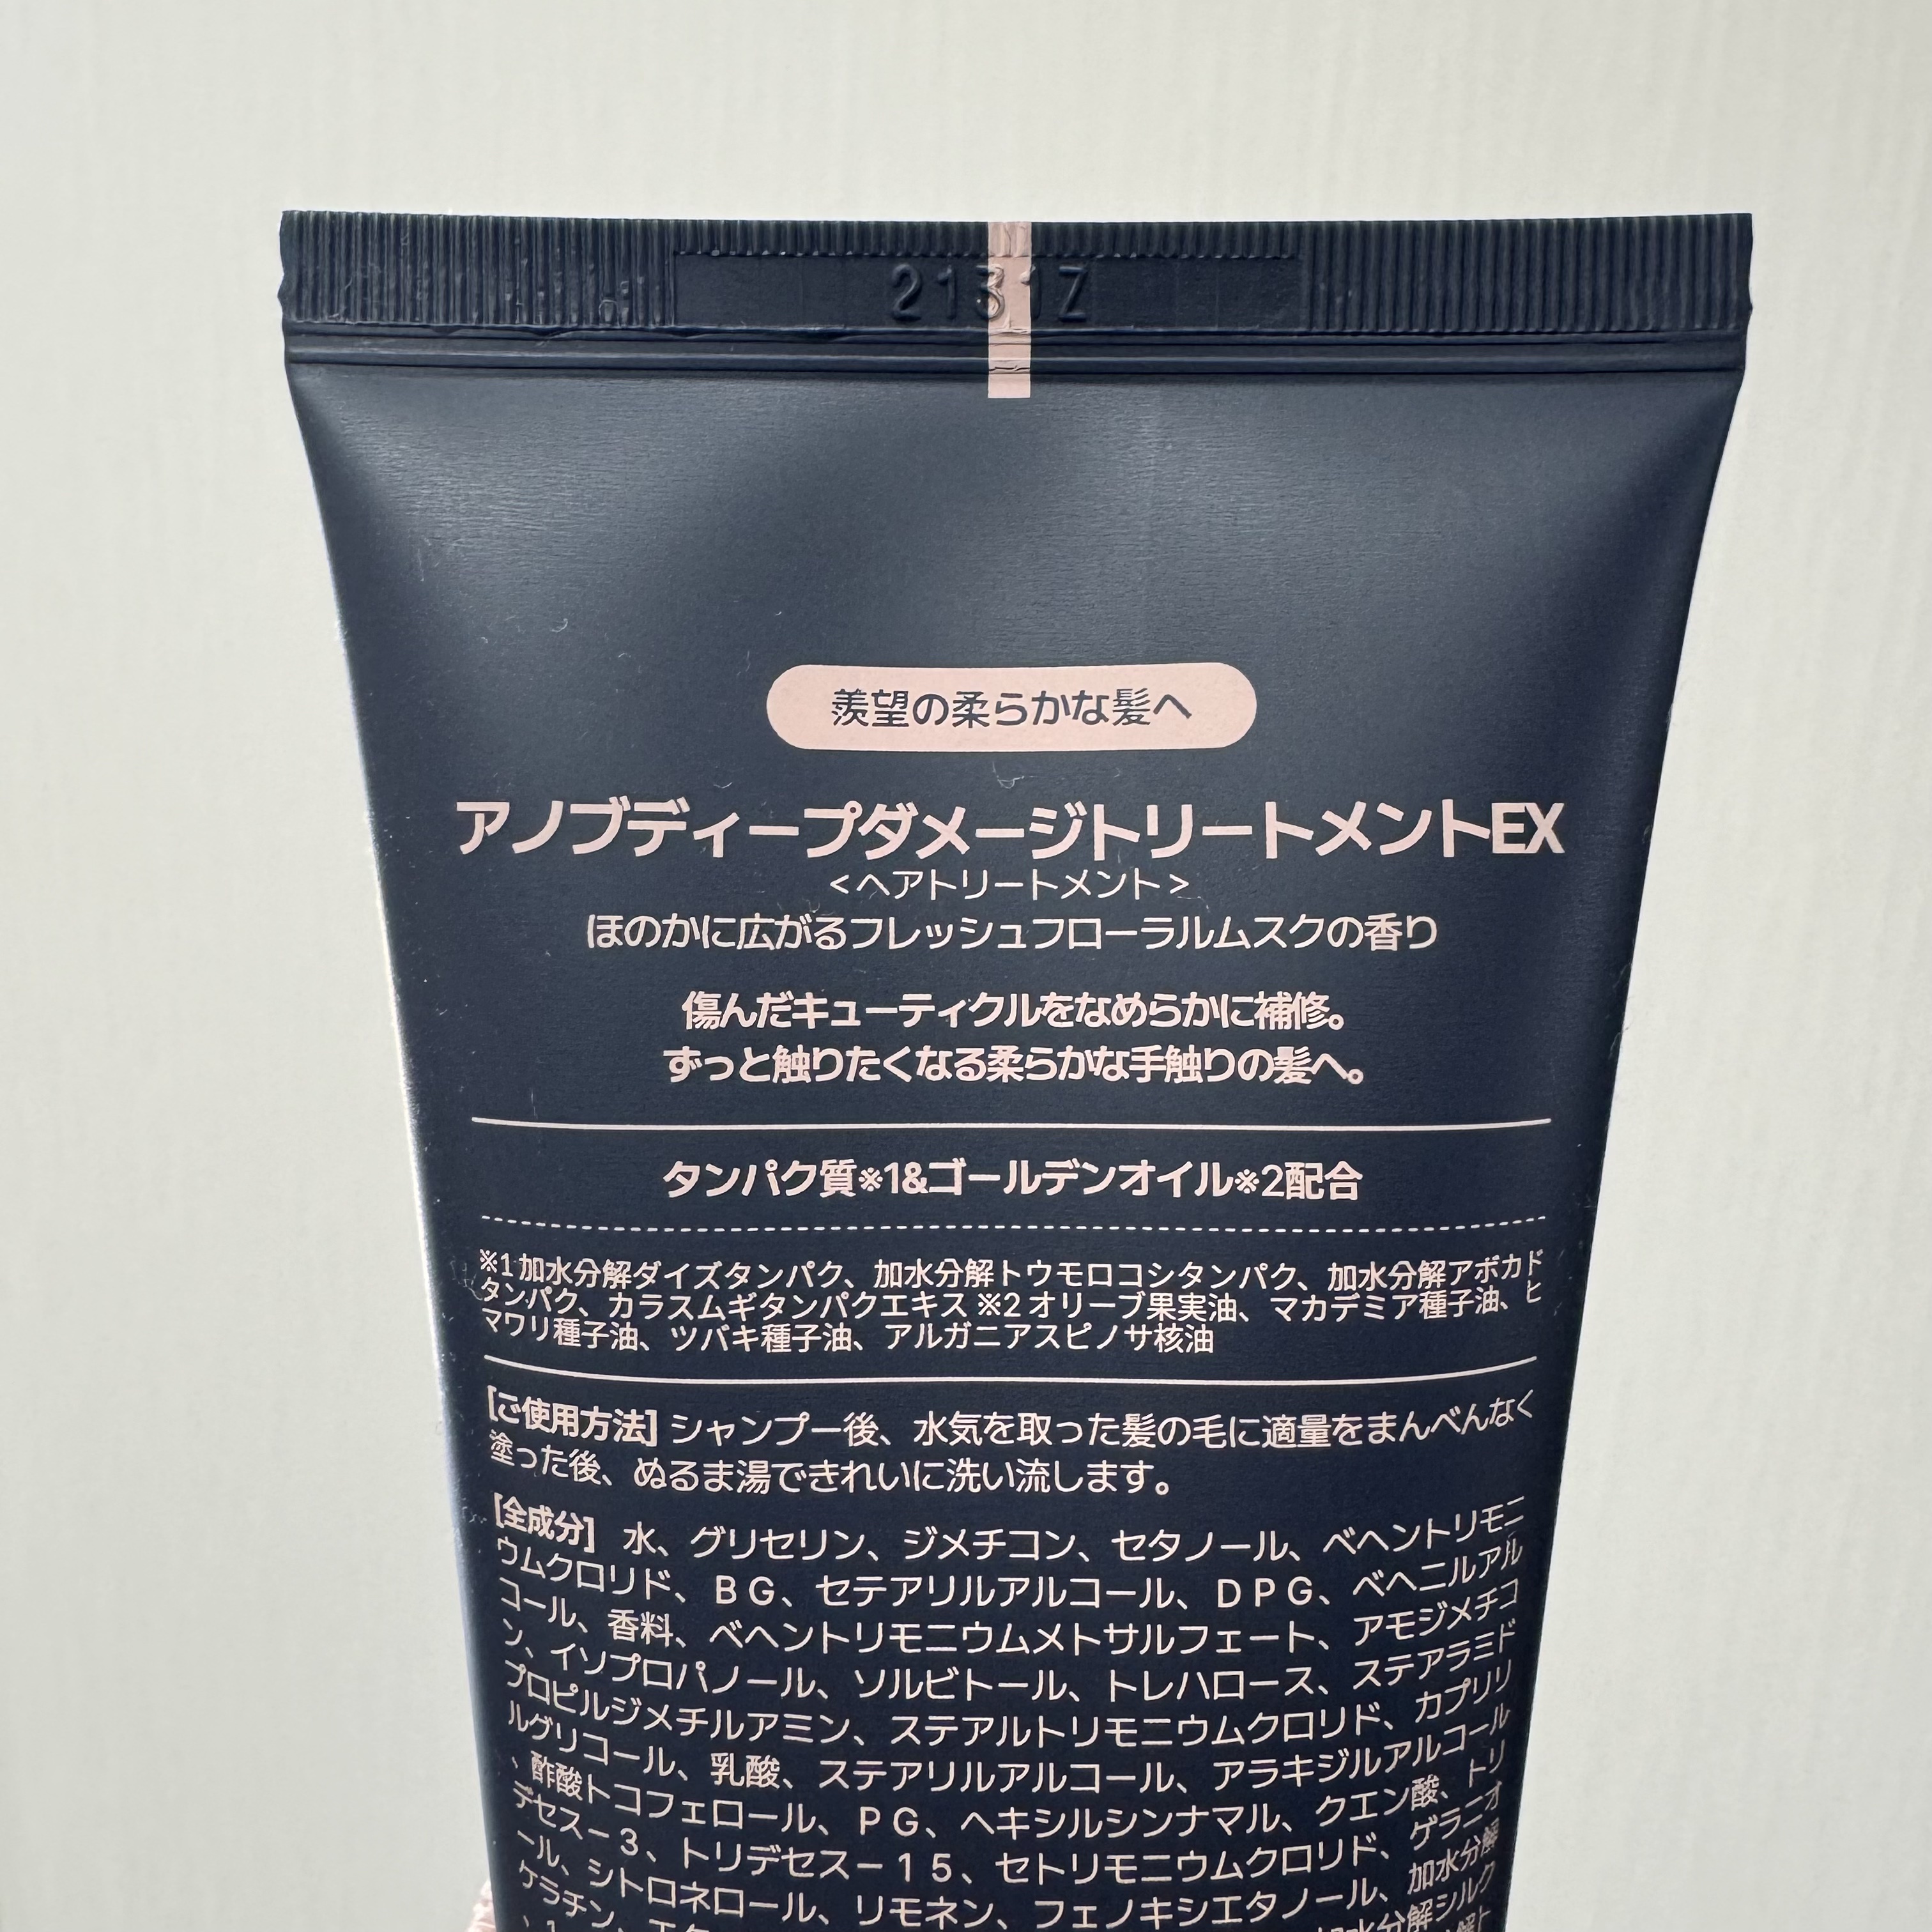 2131Z
羨望の柔らかな髪へ
アノブディープダメージトリートメントEX
<ヘアトリートメント>
ほのかに広がるフレッシュフローラルムスクの香り
傷んだキューティクルをなめらかに補修。
ずっと触りたくなる柔らかな手触りの髪へ。
タンパク質※1&ゴールデンオイル※2配合
※1 加水分解ダイズタンパク、加水分解トウモロコシタンパク、加水分解アボカド
タンパク、カラスムギタンパクエキス ※2 オリーブ果実油、マカデミア種子油、ヒ
マワリ種子油、ツバキ種子油、アルガニアスピノサ核油
[ご使用方法] シャンプー後、水気を取った髪の毛に適量をまんべんなく
塗った後、ぬるま湯できれいに洗い流します。
[全成分] 水、グリセリン、ジメチコン、セタノール、ベヘントリモニ
ウムクロリド、BG、セテアリルアルコール、DPG、ベヘニルアル
コール、香料、ベヘントリモニウムメトサルフェート、アモジメチコ
ン、イソプロパノール、ソルビトール、トレハロース、ステアラミド
プロピルジメチルアミン、ステアルトリモニウムクロリド、カプリリ
ルグリコール、乳酸、ステアリルアルコール、アラキジルアルコール
、酢酸トコフェロール、PG、ヘキシルシンナマル、クエン酸、トリ
デセス-3、トリデセス-15、セトリモニウムクロリド、ゲラニオ
ール、シトロネロール、リモネン、フェノキシエタノール、加水分解
ケラチン、加水分解シルク